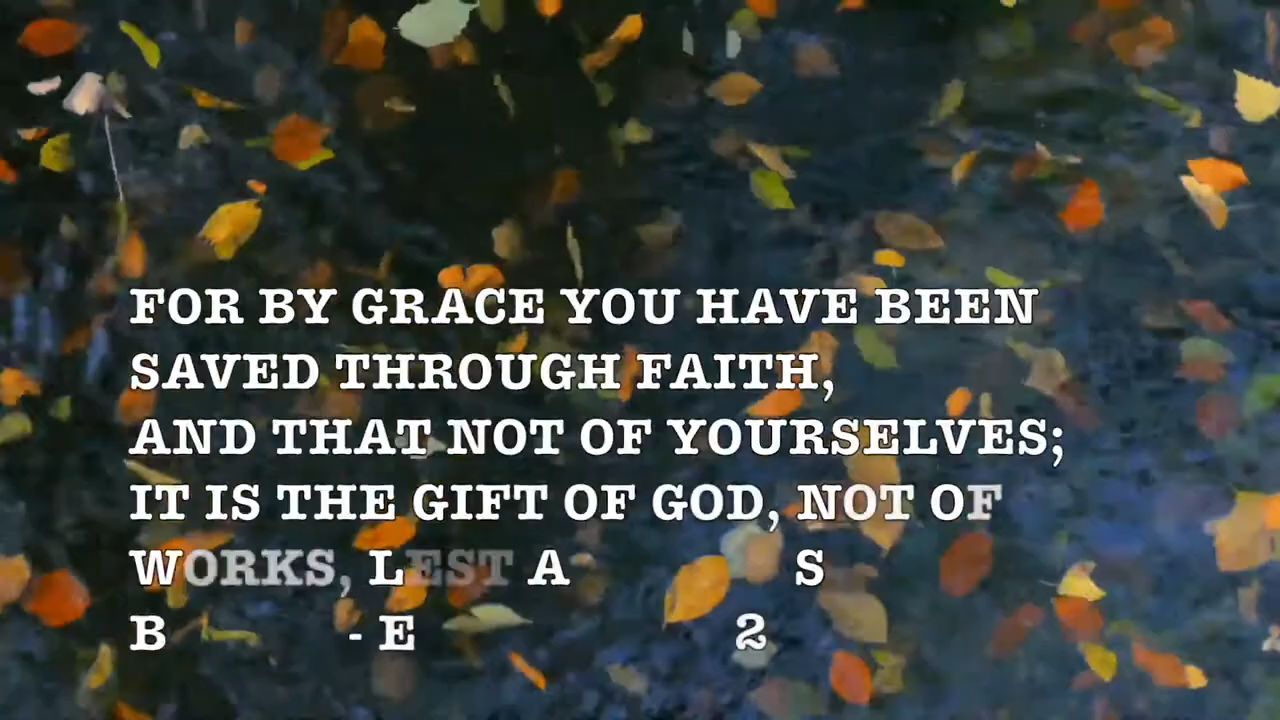 FOR BY GRACE YOU HAVE BEEN
SAVED THROUGH FAITH,
AND THAT NOT OF YOURSELVES;
IT IS THE GIFT OF GOD, NOT OF
WORKS, LEST A S
B - E 2